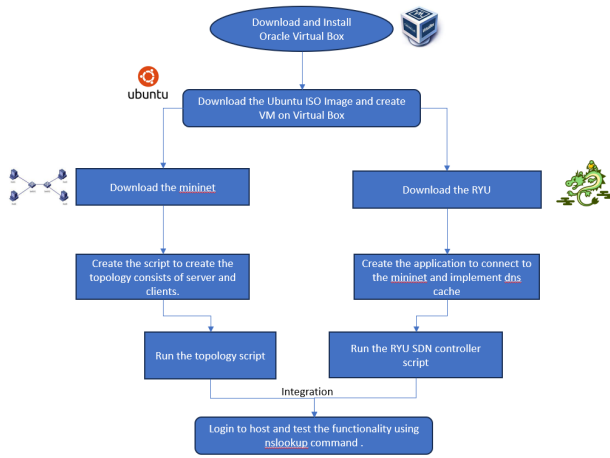 Download and Install
Oracle Virtual Box
ubuntu
Download the Ubuntu ISO Image and create
VM on Virtual Box
Download the mininet
Download the RYU
Create the script to create the
topology consists of server and
clients.
Create the application to connect to
the mininet and implement dns
cache
Run the topology script
Run the RYU SDN controller
script
Integration
Login to host and test the functionality using
nslookup command .